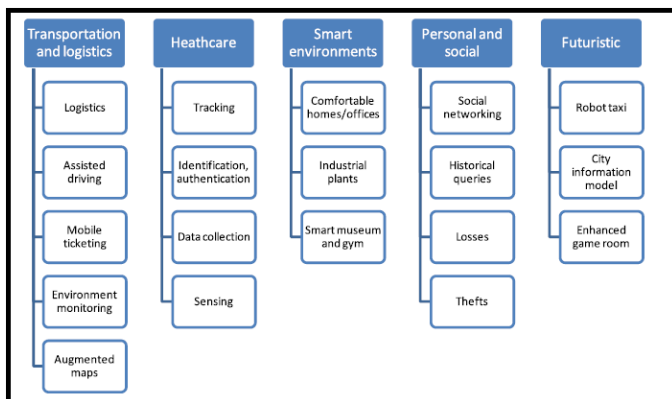 Transportation
and logistics
Logistics
Assisted
driving
Mobile
ticketing
Environment
monitoring
Augmented
maps
Heathcare
Tracking
Identification,
authentication
Data collection
Sensing
Smart
environments
Comfortable
homes/offices
Industrial
plants
Smart museum
and gym
Personal and
social
Social
networking
Historical
queries
Losses
Thefts
Futuristic
Robot taxi
City
information
model
Enhanced
game room